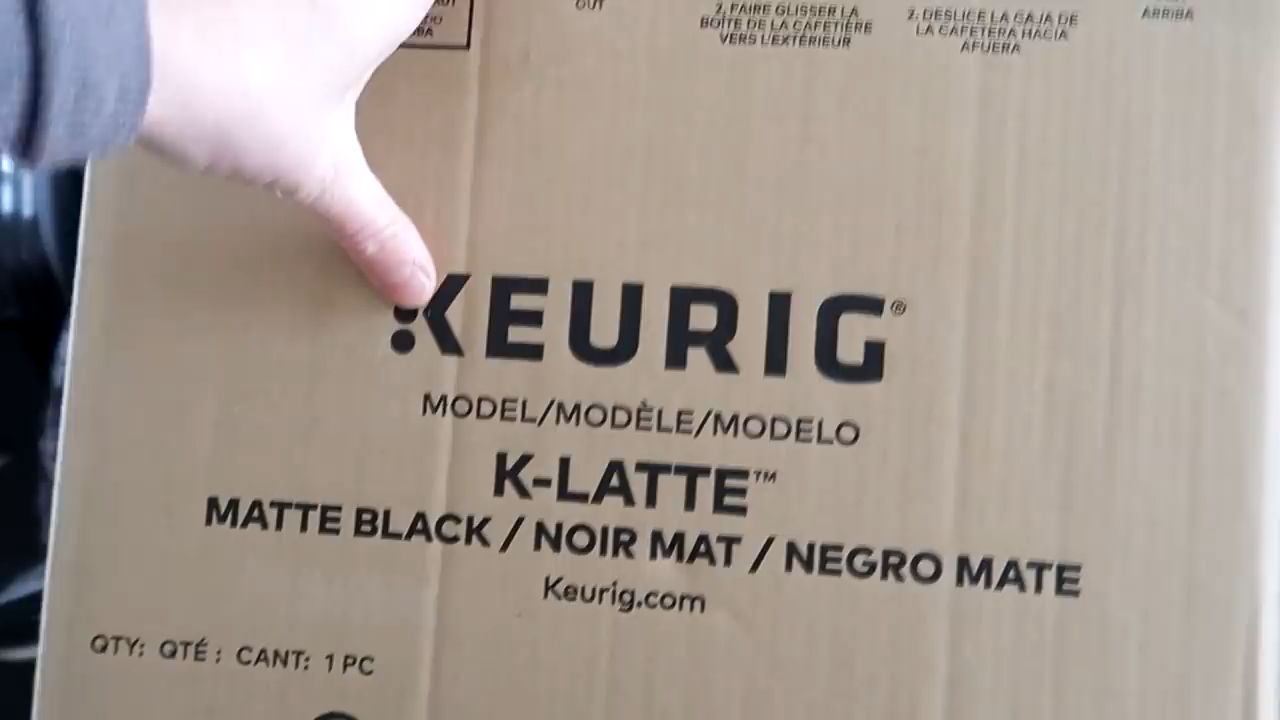 OUT
2. FAIRE GLISSER LA
BOÎTE DE LA CAFETIÈRE
VERS L'EXTÉRIEUR
2. DESLICE LA CAJA DE
LA CAFETERA HACIA
AFUERA
ARRIBA
KEURIG®
MODEL/MODÈLE/MODELO
K-LATTE™
MATTE BLACK / NOIR MAT / NEGRO MATE
Keurig.com
QTY: QTÉ : CANT: 1 PC